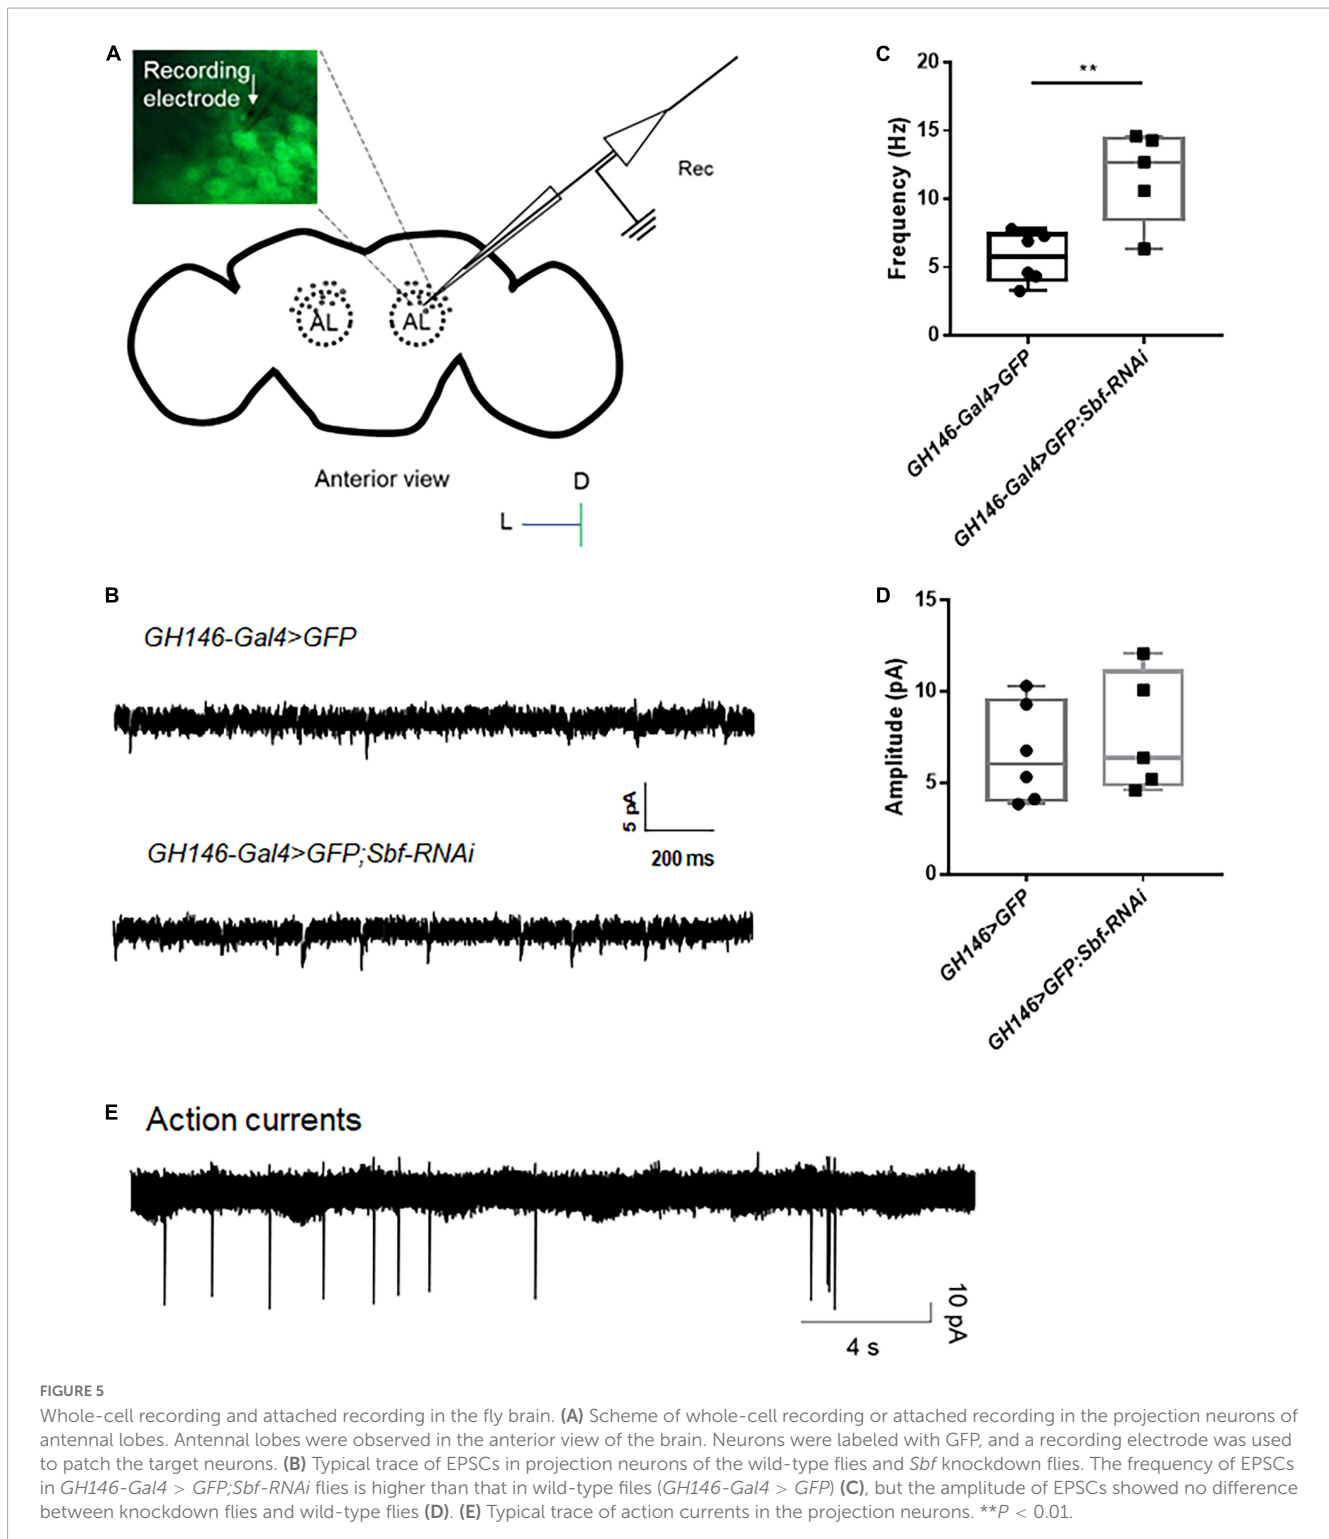 A
Recording
electrode
Rec
AL
AL
Anterior view
D
L
B
GH146-Gal4>GFP
5 pA
200 ms
GH146-Gal4>GFP;Sbf-RNAi
C
20
15
10
5
0
Frequency (Hz)
**
GH146-Gal4>GFP
GH146-Gal4>GFP:Sbf-RNAi
D
15
10
5
0
Amplitude (pA)
GH146>GFP
GH146>GFP:Sbf-RNAi
E
Action currents
10 pA
4 s
FIGURE 5
Whole-cell recording and attached recording in the fly brain. (A) Scheme of whole-cell recording or attached recording in the projection neurons of
antennal lobes. Antennal lobes were observed in the anterior view of the brain. Neurons were labeled with GFP, and a recording electrode was used
to patch the target neurons. (B) Typical trace of EPSCs in projection neurons of the wild-type flies and Sbf knockdown flies. The frequency of EPSCs
in GH146-Gal4 > GFP;Sbf-RNAi flies is higher than that in wild-type files (GH146-Gal4 > GFP) (C), but the amplitude of EPSCs showed no difference
between knockdown flies and wild-type flies (D). (E) Typical trace of action currents in the projection neurons. **P < 0.01.